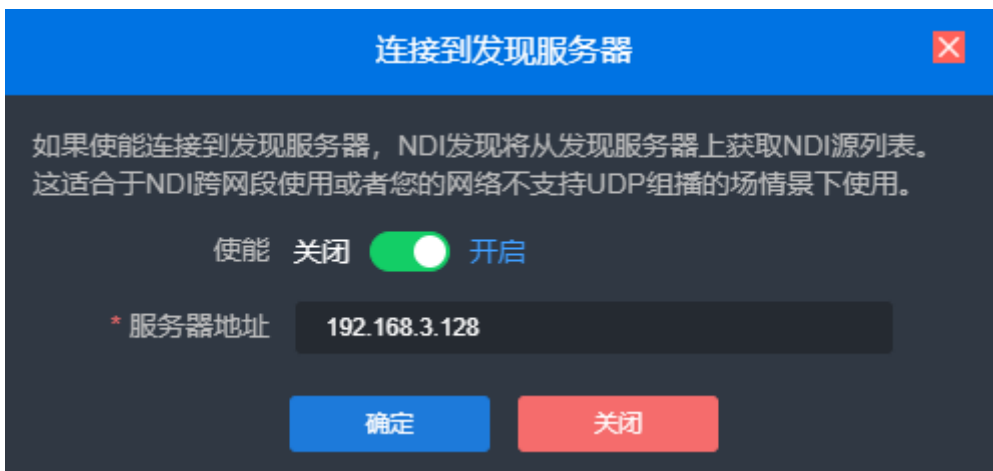 连接到发现服务器
如果使能连接到发现服务器，NDI发现将从发现服务器上获取NDI源列表。
这适合于NDI跨网段使用或者您的网络不支持UDP组播的场情景下使用。
使能 关闭 开启
* 服务器地址 192.168.3.128
确定 关闭